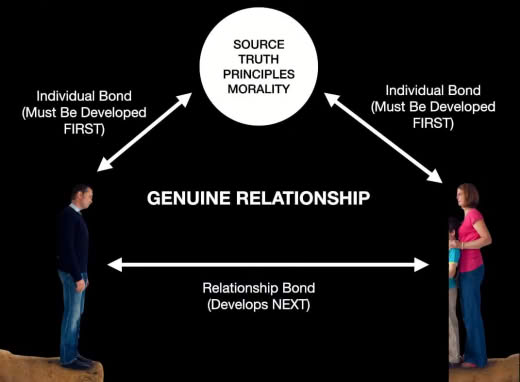 SOURCE
TRUTH
PRINCIPLES
MORALITY
Individual Bond
(Must Be Developed
FIRST)
Individual Bond
(Must Be Developed
FIRST)
GENUINE RELATIONSHIP
Relationship Bond
(Develops NEXT)